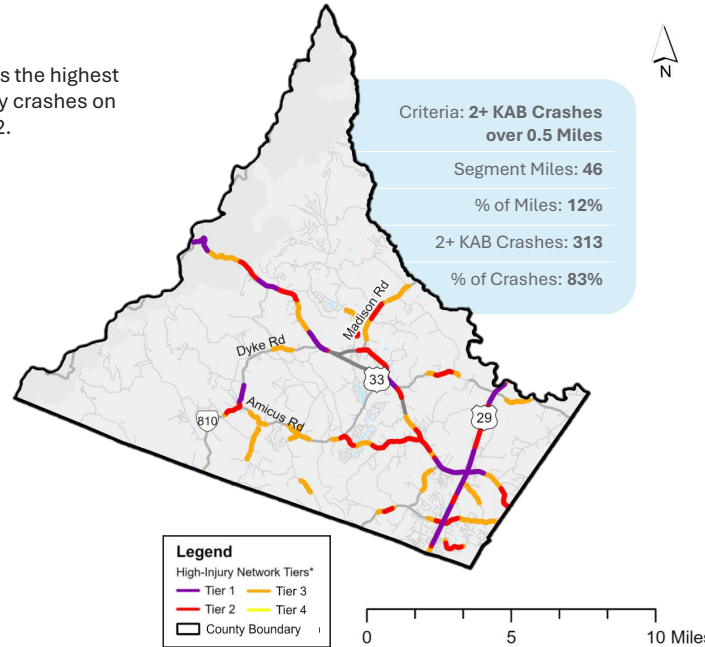 s the highest
y crashes on
2.
N
Criteria: 2+ KAB Crashes
over 0.5 Miles
Segment Miles: 46
% of Miles: 12%
2+ KAB Crashes: 313
% of Crashes: 83%
Madison Rd
Dyke Rd
33
Amicus Rd
810
29
Legend
High-Injury Network Tiers*
Tier 1 Tier 3
Tier 2 Tier 4
County Boundary
0 5 10 Miles